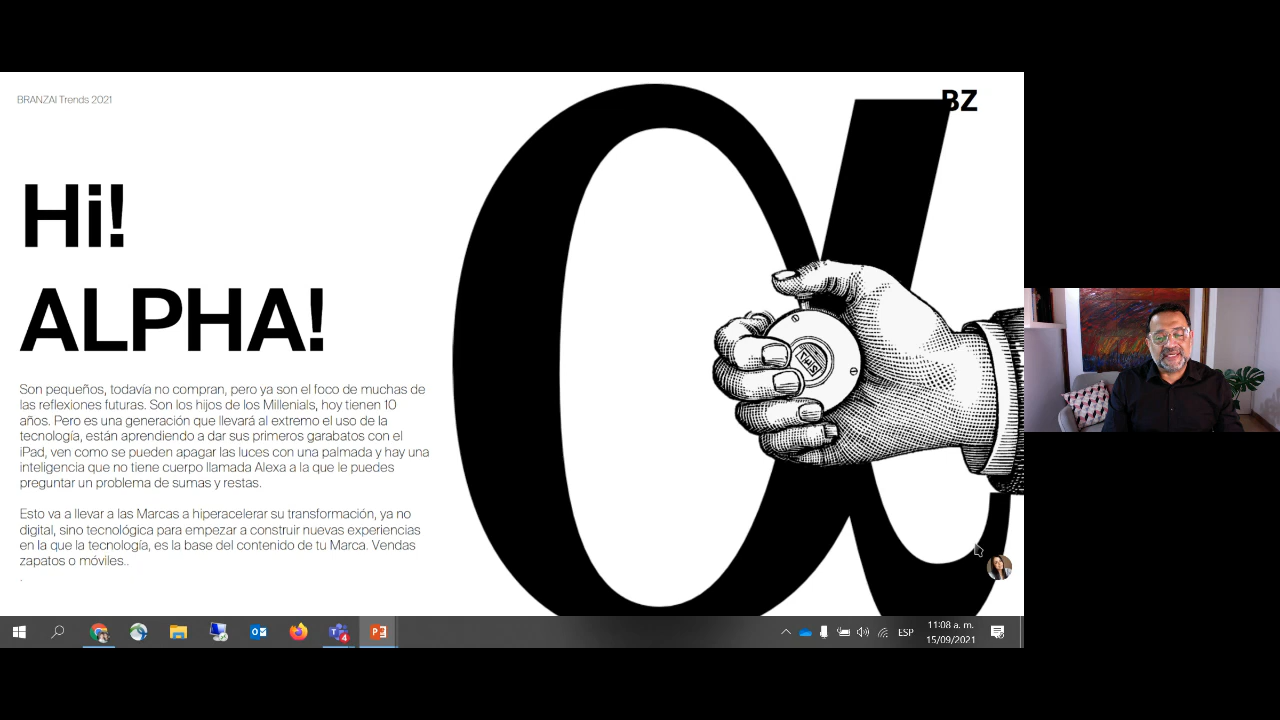 BRANZAI Trends 2021
BZ
Hi!
ALPHA!
Son pequeños, todavía no compran, pero ya son el foco de muchas de
las reflexiones futuras. Son los hijos de los Millenials, hoy tienen 10
años. Pero es una generación que llevará al extremo el uso de la
tecnología, están aprendiendo a dar sus primeros garabatos con el
iPad, ven como se pueden apagar las luces con una palmada y hay una
inteligencia que no tiene cuerpo llamada Alexa a la que le puedes
preguntar un problema de sumas y restas.
Esto va a llevar a las Marcas a hiperacelerar su transformación, ya no
digital, sino tecnológica para empezar a construir nuevas experiencias
en la que la tecnología, es la base del contenido de tu Marca. Vendas
zapatos o móviles..
.
ESP
11:08 a. m.
15/09/2021